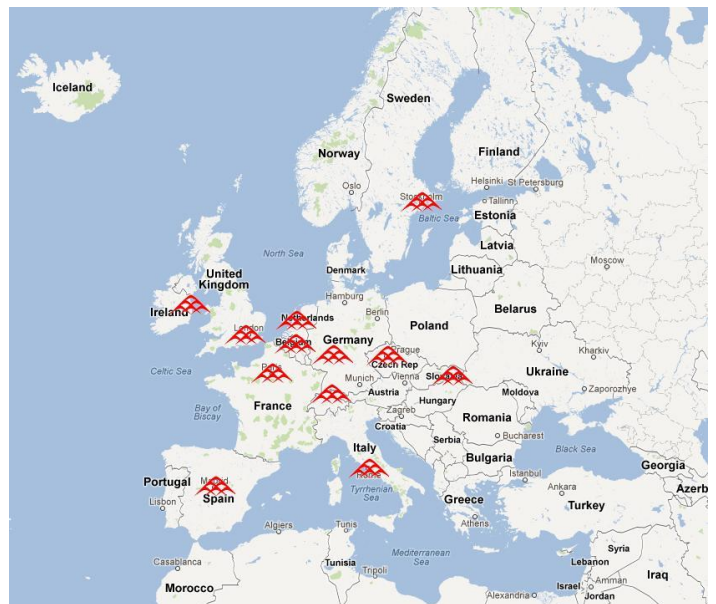 Iceland
Sweden
Norway
Finland
Oslo
Helsinki
St Petersburg
Stockholm
Tallinn
Baltic Sea
Estonia
North Sea
Latvia
Moscow
United
Kingdom
Denmark
Lithuania
Ireland
Hamburg
Belarus
Netherlands
Berlin
Poland
London
Belgium
Germany
Prague
Kyiv
Kharkiv
Celtic Sea
Paris
Czech Rep
Ukraine
Munich
Vienna
Slovakia
Zaporozhye
Austria
Hungary
Moldova
Bay of
Biscay
France
Zagreb
Croatia
Romania
Italy
Serbia
Bucharest
Black Sea
Bulgaria
Georgia
Portugal
Madrid
Rome
Istanbul
Ankara
Azerb
Lisbon
Spain
Tyrrhenian
Sea
Greece
Turkey
Athens
Algiers
Tunis
Casablanca
Tunisia
Mediterranean
Sea
Syria
Lebanon
Tripoli
Iraq
Morocco
Alexandria
Israel
Amman
Jordan